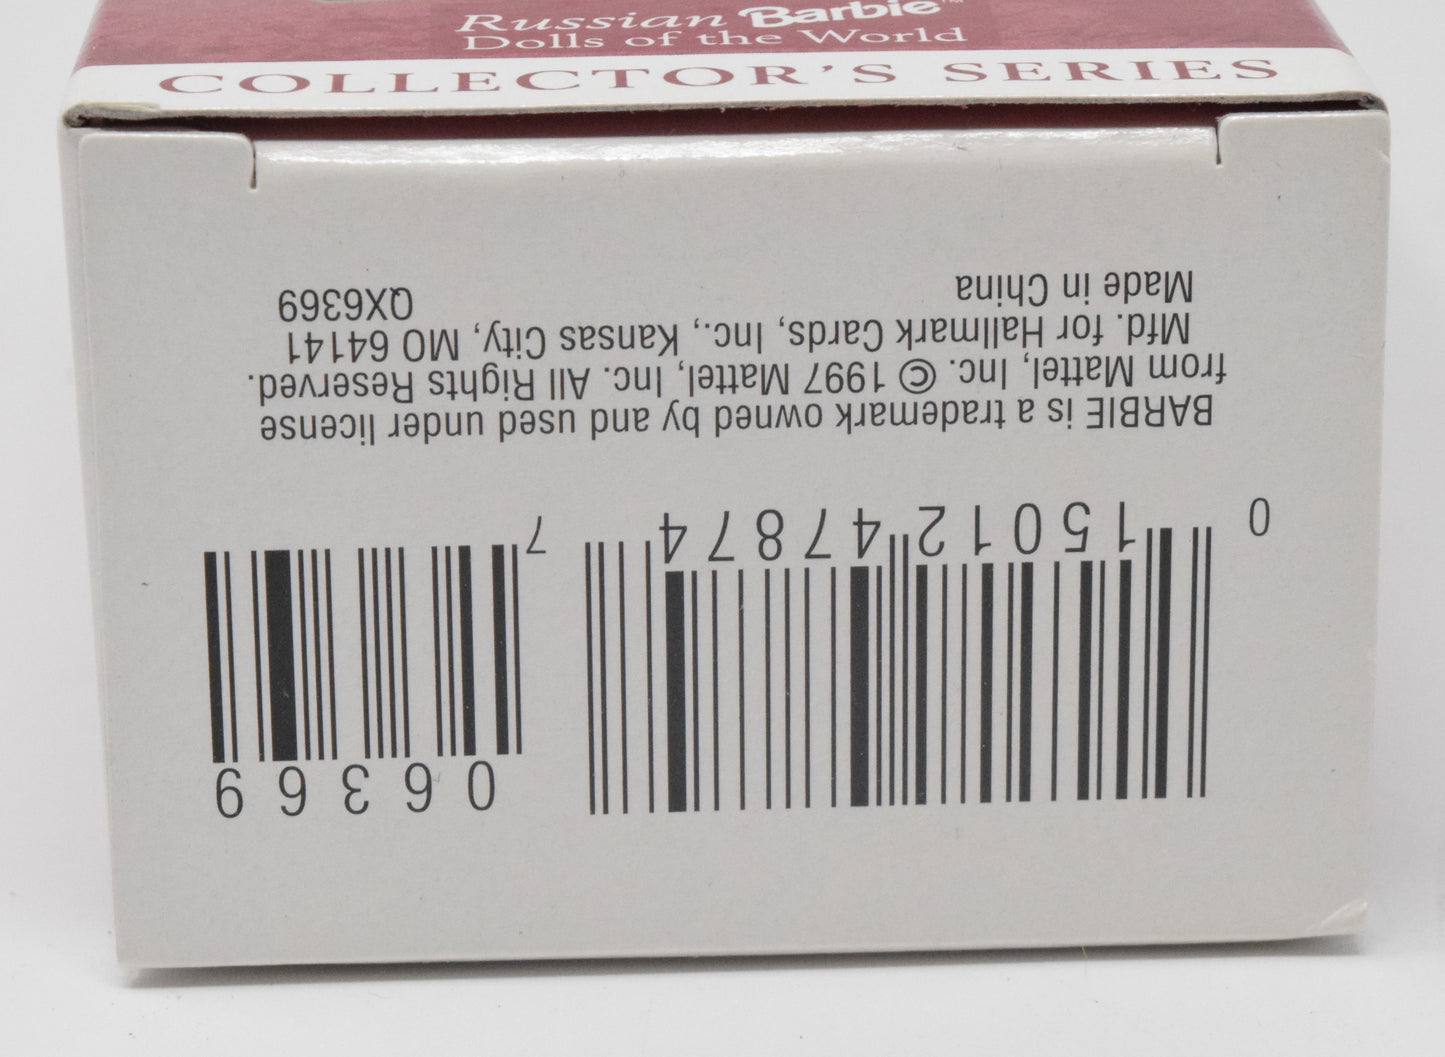 Russian Barbie™
Dolls of the World
COLLECTOR'S SERIES
06369
0 15012 47874 7
BARBIE is a trademark owned by and used under license
from Mattel, Inc. © 1997 Mattel, Inc. All Rights Reserved.
Mfd. for Hallmark Cards, Inc., Kansas City, MO 64141
Made in China QX6369